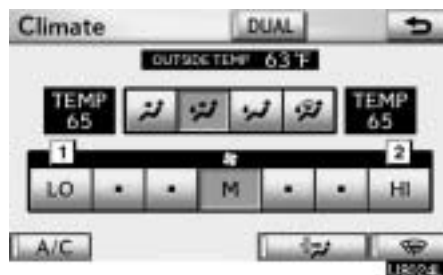 Climate DUAL
OUTSIDE TEMP 63°F
TEMP 65 TEMP 65
1 2
LO M HI
A/C